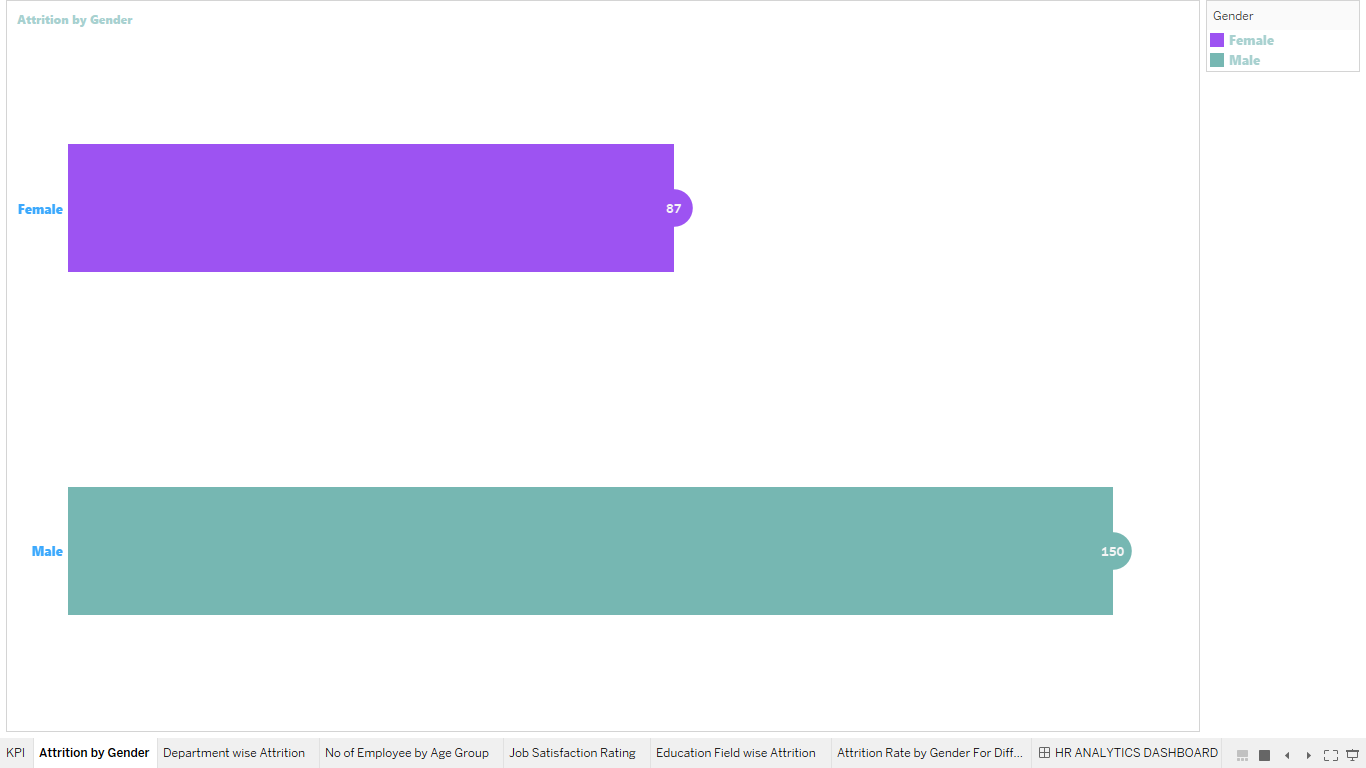 Attrition by Gender
Gender
Female
Male
Female
87
Male
150
KPI
Attrition by Gender
Department wise Attrition
No of Employee by Age Group
Job Satisfaction Rating
Education Field wise Attrition
Attrition Rate by Gender For Diff...
HR ANALYTICS DASHBOARD